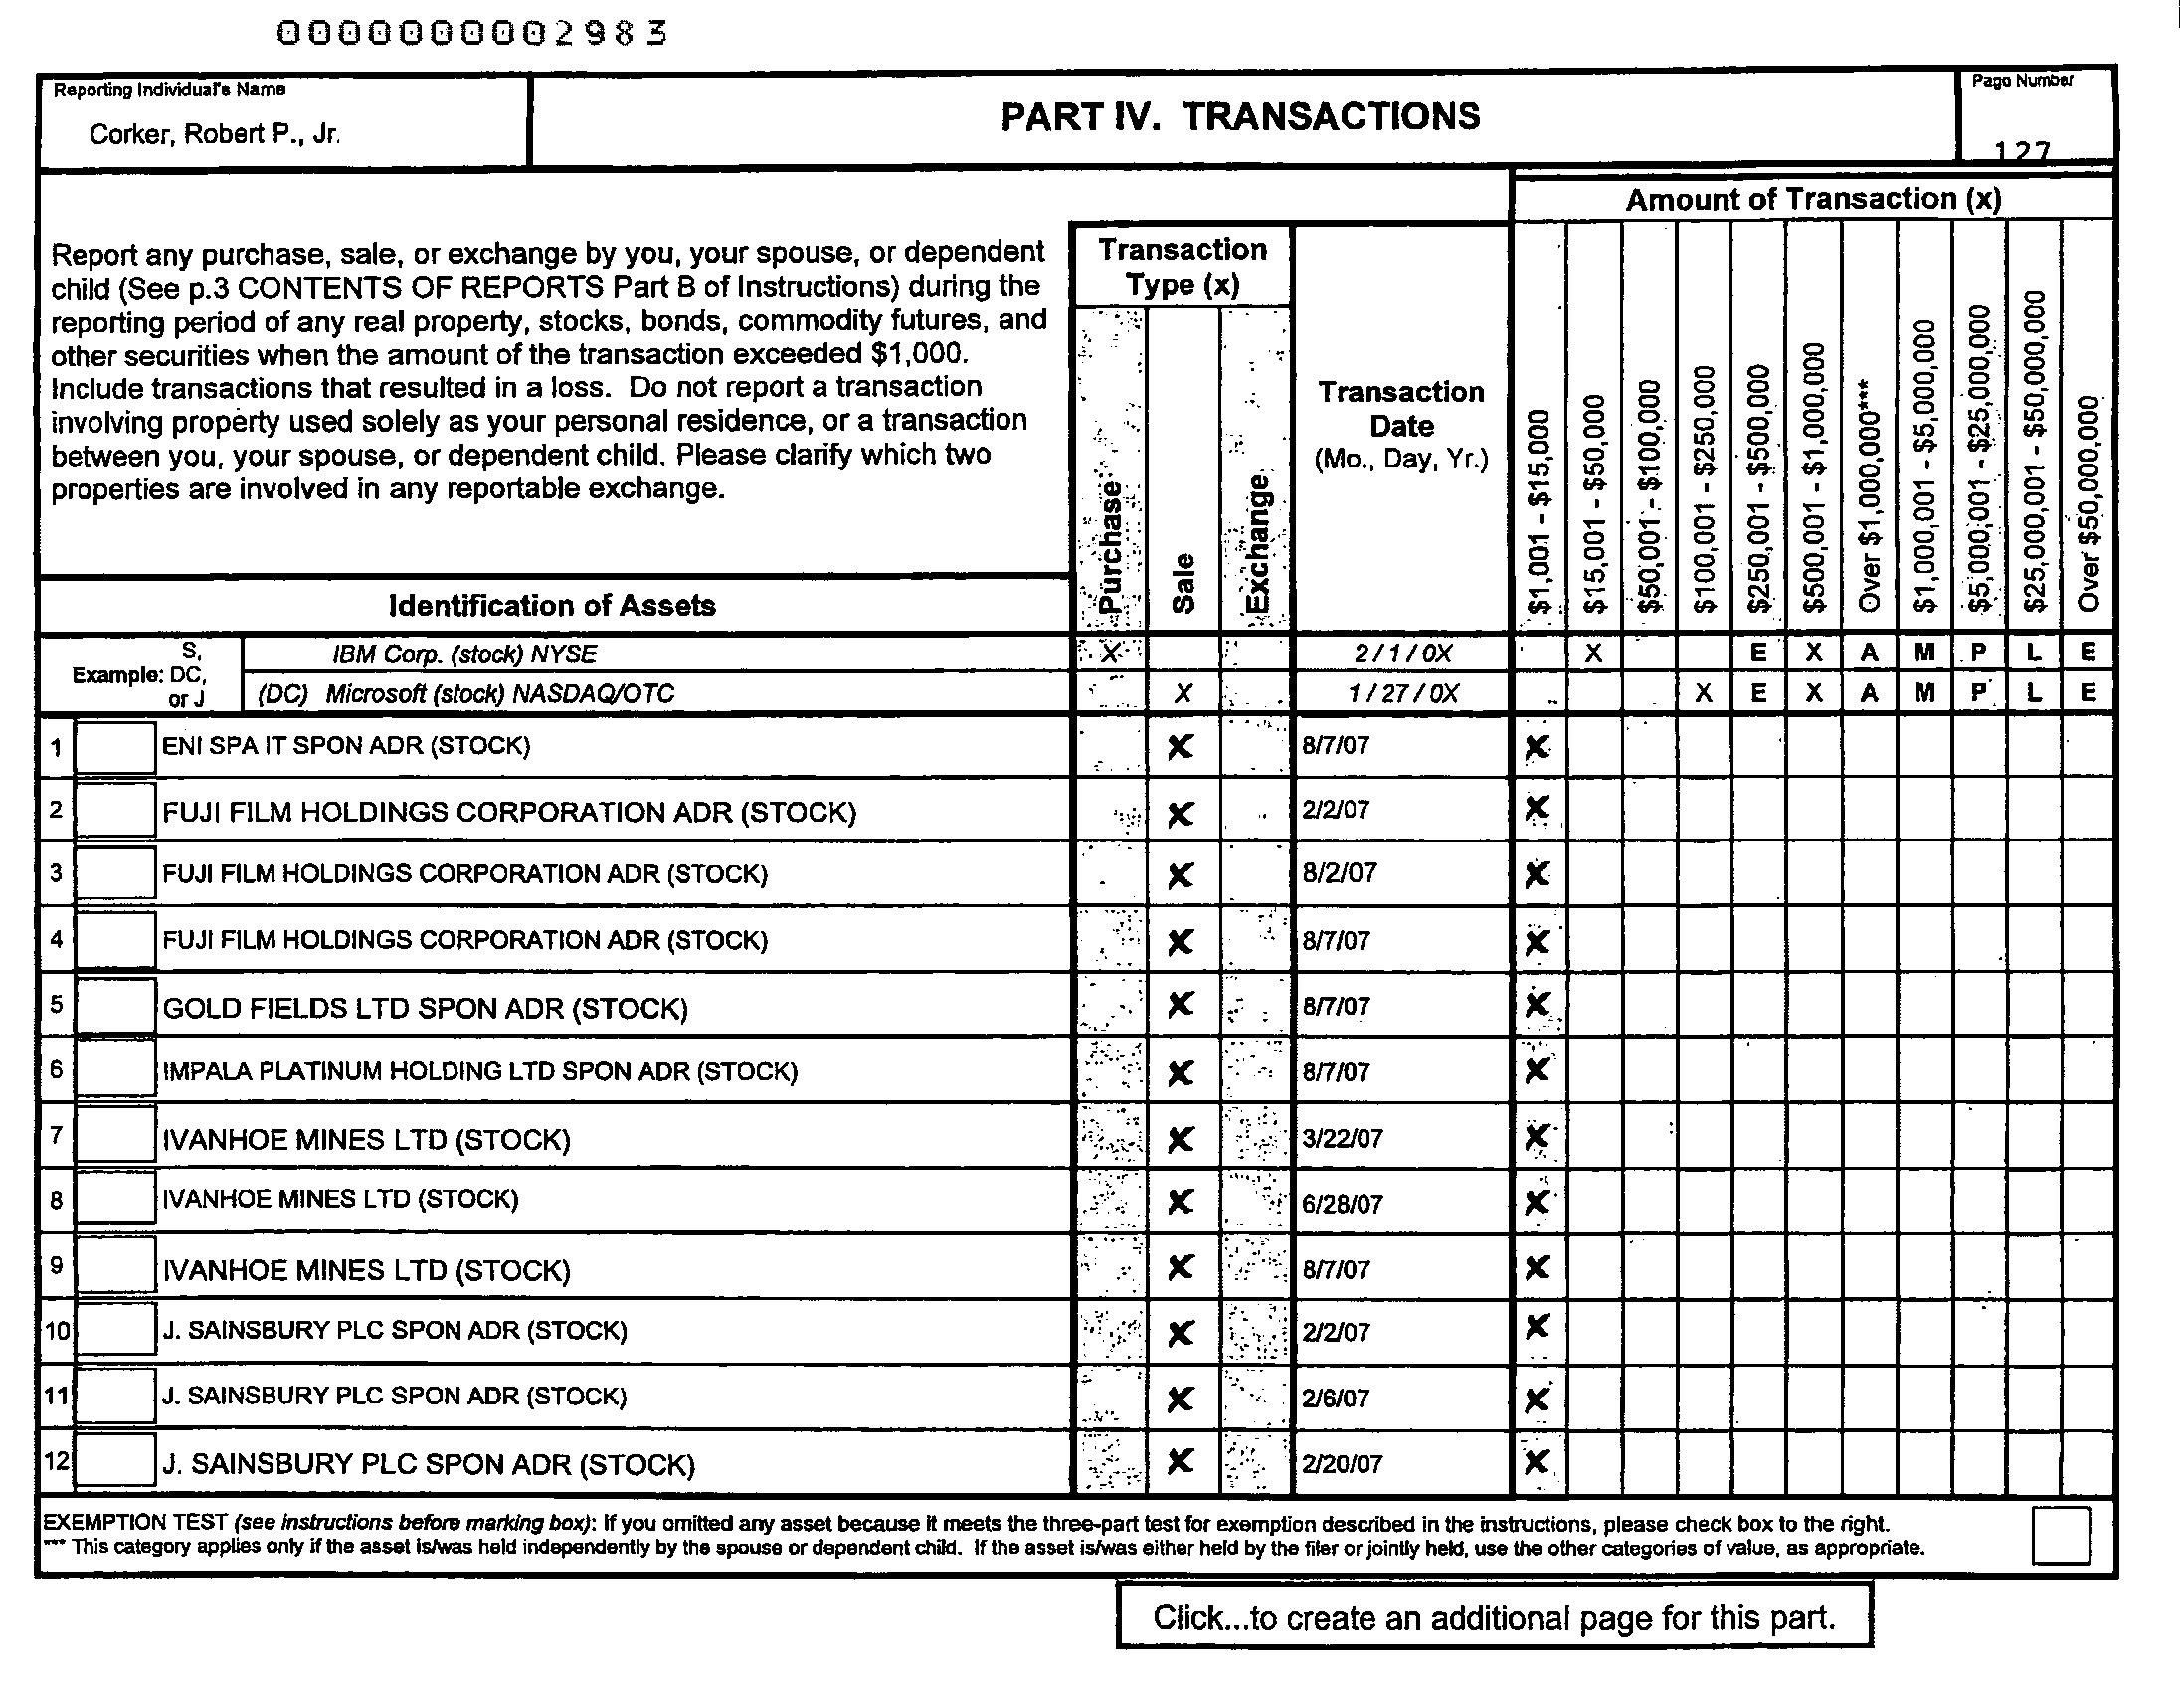 0000000002983
Reporting Individual's Name
Corker, Robert P., Jr.
PART IV. TRANSACTIONS
Page Number
127
Report any purchase, sale, or exchange by you, your spouse, or dependent
child (See p.3 CONTENTS OF REPORTS Part B of Instructions) during the
reporting period of any real property, stocks, bonds, commodity futures, and
other securities when the amount of the transaction exceeded $1,000.
Include transactions that resulted in a loss. Do not report a transaction
involving property used solely as your personal residence, or a transaction
between you, your spouse, or dependent child. Please clarify which two
properties are involved in any reportable exchange.
Identification of Assets
Transaction
Type (x)
Purchase
Sale
Exchange
Transaction
Date
(Mo., Day, Yr.)
Amount of Transaction (x)
$1,001 - $15,000
$15,001 - $50,000
$50,001 - $100,000
$100,001 - $250,000
$250,001 - $500,000
$500,001 - $1,000,000
Over $1,000,000***
$1,000,001 - $5,000,000
$5,000,001 - $25,000,000
$25,000,001 - $50,000,000
Over $50,000,000
Example: S, DC, or J
IBM Corp. (stock) NYSE X 2 / 1 / 0X X E X A M P L E
(DC) Microsoft (stock) NASDAQ/OTC X 1 / 27 / 0X X E X A M P L E
1 ENI SPA IT SPON ADR (STOCK) X 8/7/07 X
2 FUJI FILM HOLDINGS CORPORATION ADR (STOCK) X 2/2/07 X
3 FUJI FILM HOLDINGS CORPORATION ADR (STOCK) X 8/2/07 X
4 FUJI FILM HOLDINGS CORPORATION ADR (STOCK) X 8/7/07 X
5 GOLD FIELDS LTD SPON ADR (STOCK) X 8/7/07 X
6 IMPALA PLATINUM HOLDING LTD SPON ADR (STOCK) X 8/7/07 X
7 IVANHOE MINES LTD (STOCK) X 3/22/07 X
8 IVANHOE MINES LTD (STOCK) X 6/28/07 X
9 IVANHOE MINES LTD (STOCK) X 8/7/07 X
10 J. SAINSBURY PLC SPON ADR (STOCK) X 2/2/07 X
11 J. SAINSBURY PLC SPON ADR (STOCK) X 2/6/07 X
12 J. SAINSBURY PLC SPON ADR (STOCK) X 2/20/07 X
EXEMPTION TEST (see instructions before marking box): If you omitted any asset because it meets the three-part test for exemption described in the instructions, please check box to the right.
*** This category applies only if the asset is/was held independently by the spouse or dependent child. If the asset is/was either held by the filer or jointly held, use the other categories of value, as appropriate.
Click...to create an additional page for this part.